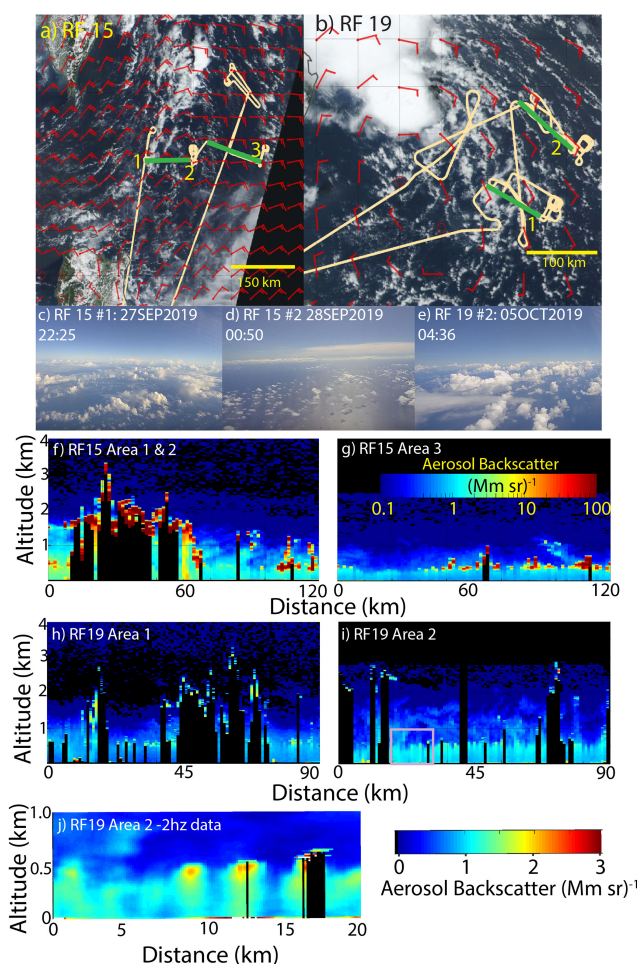 a) RF 15
1
2
3
150 km
b) RF 19
2
1
100 km
c) RF 15 #1: 27SEP2019
22:25
d) RF 15 #2 28SEP2019
00:50
e) RF 19 #2: 05OCT2019
04:36
Altitude (km)
4
3
2
1
0
60
120
f) RF15 Area 1 & 2
Distance (km)
g) RF15 Area 3
Aerosol Backscatter
(Mm sr)-1
0.1
1
10
100
0
60
120
Distance (km)
Altitude (km)
4
3
2
1
0
45
90
h) RF19 Area 1
Distance (km)
i) RF19 Area 2
0
45
90
Distance (km)
Altitude (km)
1.0
0.5
0
j) RF19 Area 2 -2hz data
0
5
10
15
20
Distance (km)
0
1
2
3
Aerosol Backscatter (Mm sr)-1